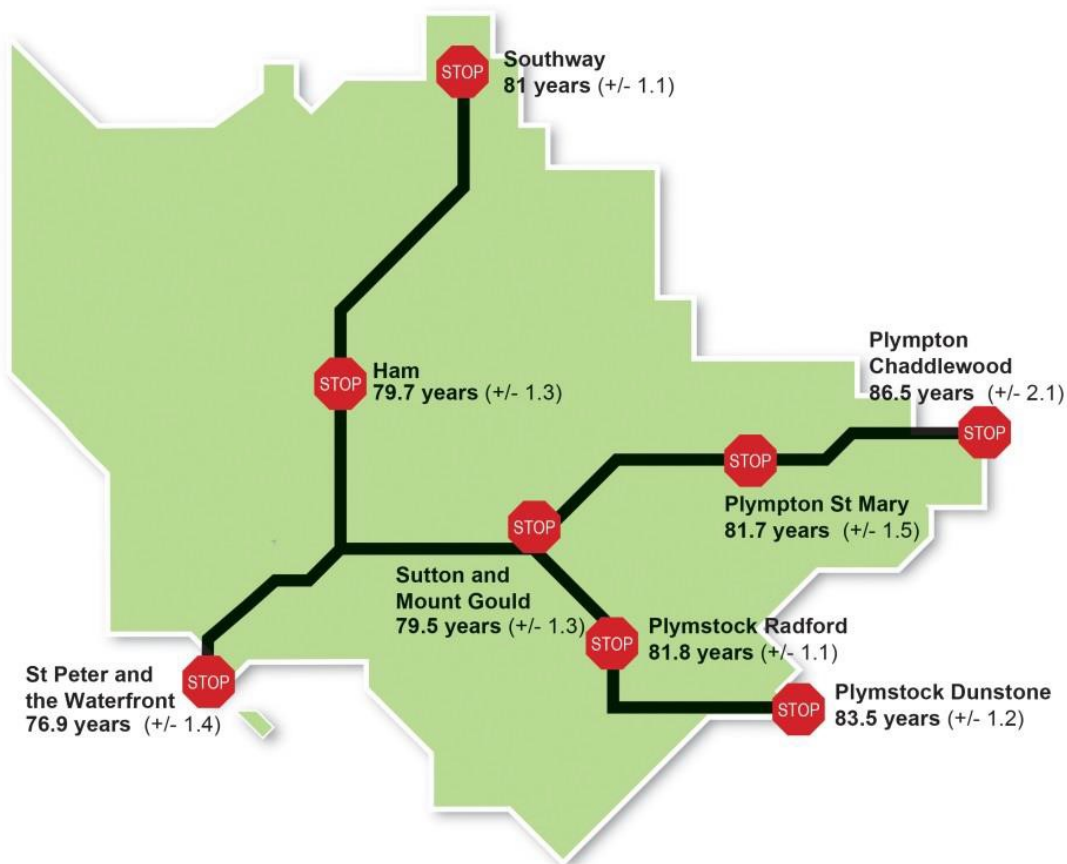 STOP
Southway
81 years (+/- 1.1)
STOP
Ham
79.7 years (+/- 1.3)
Plympton
Chaddlewood
86.5 years (+/- 2.1)
STOP
STOP
Plympton St Mary
81.7 years (+/- 1.5)
STOP
Sutton and
Mount Gould
79.5 years (+/- 1.3)
STOP
Plymstock Radford
81.8 years (+/- 1.1)
St Peter and
the Waterfront
76.9 years (+/- 1.4)
STOP
STOP
Plymstock Dunstone
83.5 years (+/- 1.2)